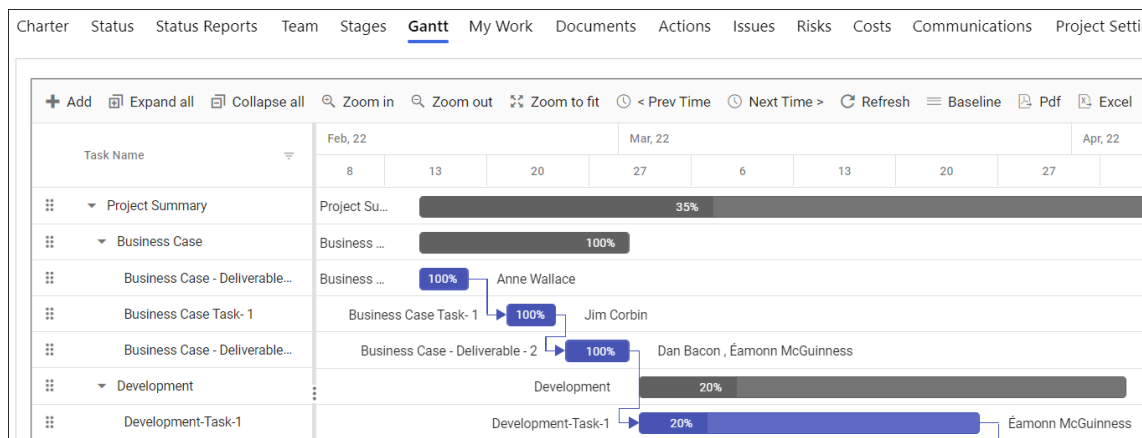 Charter Status Status Reports Team Stages Gantt My Work Documents Actions Issues Risks Costs Communications Project Setti
Add Expand all Collapse all Zoom in Zoom out Zoom to fit < Prev Time Next Time > Refresh Baseline Pdf Excel
Task Name
Feb, 22 Mar, 22 Apr, 22
8 13 20 27 6 13 20 27
Project Summary Project Su... 35%
Business Case Business ... 100%
Business Case - Deliverable... Business ... 100% Anne Wallace
Business Case Task- 1 Business Case Task- 1 100% Jim Corbin
Business Case - Deliverable... Business Case - Deliverable - 2 100% Dan Bacon , Éamonn McGuinness
Development Development 20%
Development-Task-1 Development-Task-1 20% Éamonn McGuinness